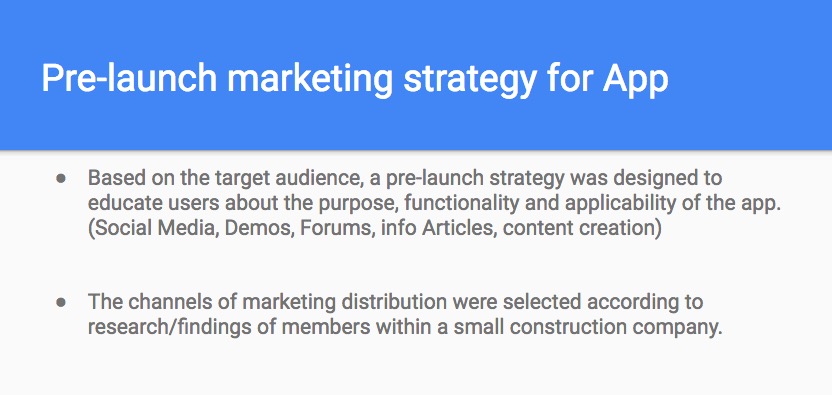 Pre-launch marketing strategy for App
● Based on the target audience, a pre-launch strategy was designed to
educate users about the purpose, functionality and applicability of the app.
(Social Media, Demos, Forums, info Articles, content creation)
● The channels of marketing distribution were selected according to
research/findings of members within a small construction company.